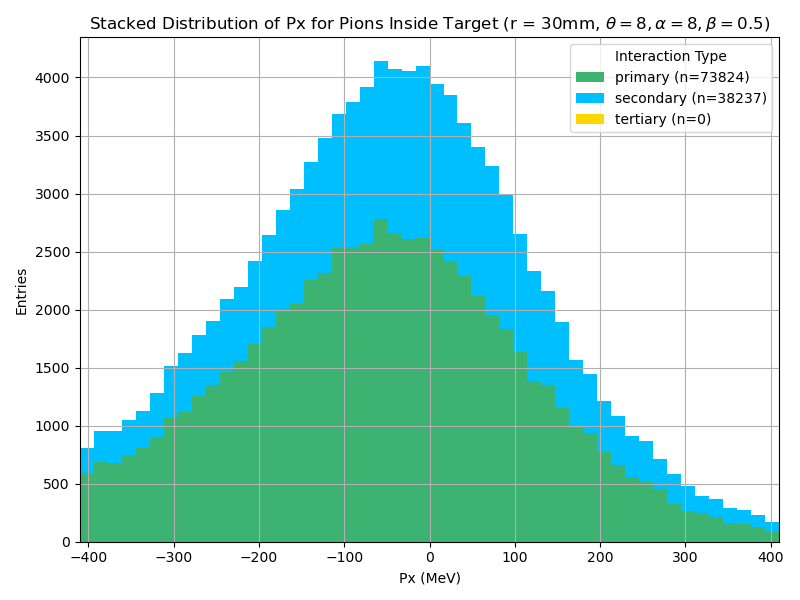 Stacked Distribution of Px for Pions Inside Target (r = 30mm, θ = 8, α = 8, β = 0.5)
Interaction Type
primary (n=73824)
secondary (n=38237)
tertiary (n=0)
Entries
4000
3500
3000
2500
2000
1500
1000
500
0
−400 −300 −200 −100 0 100 200 300 400
Px (MeV)